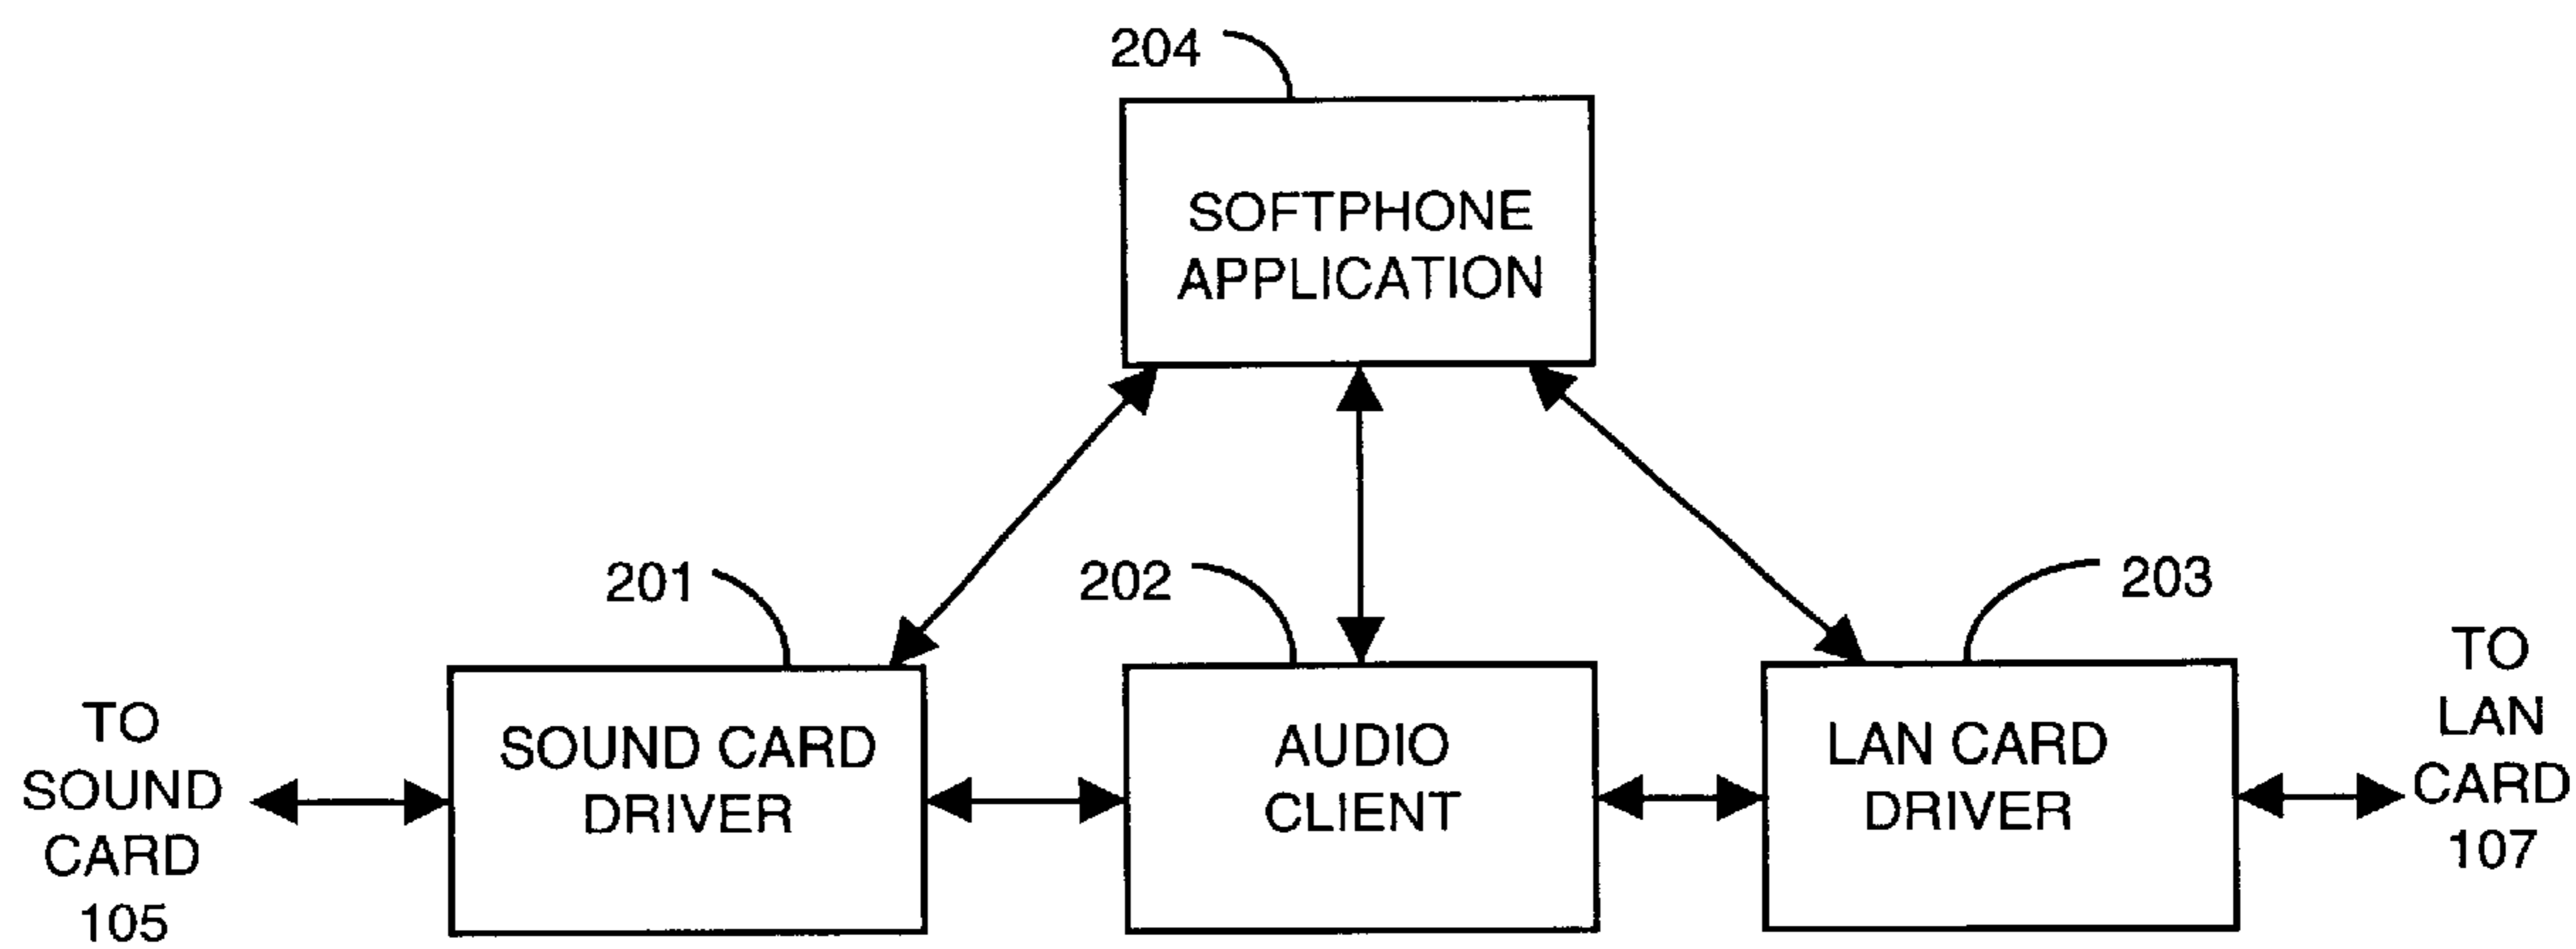 204
SOFTPHONE
APPLICATION
201
202
203
TO
SOUND
CARD
105
SOUND CARD
DRIVER
AUDIO
CLIENT
LAN CARD
DRIVER
TO
LAN
CARD
107